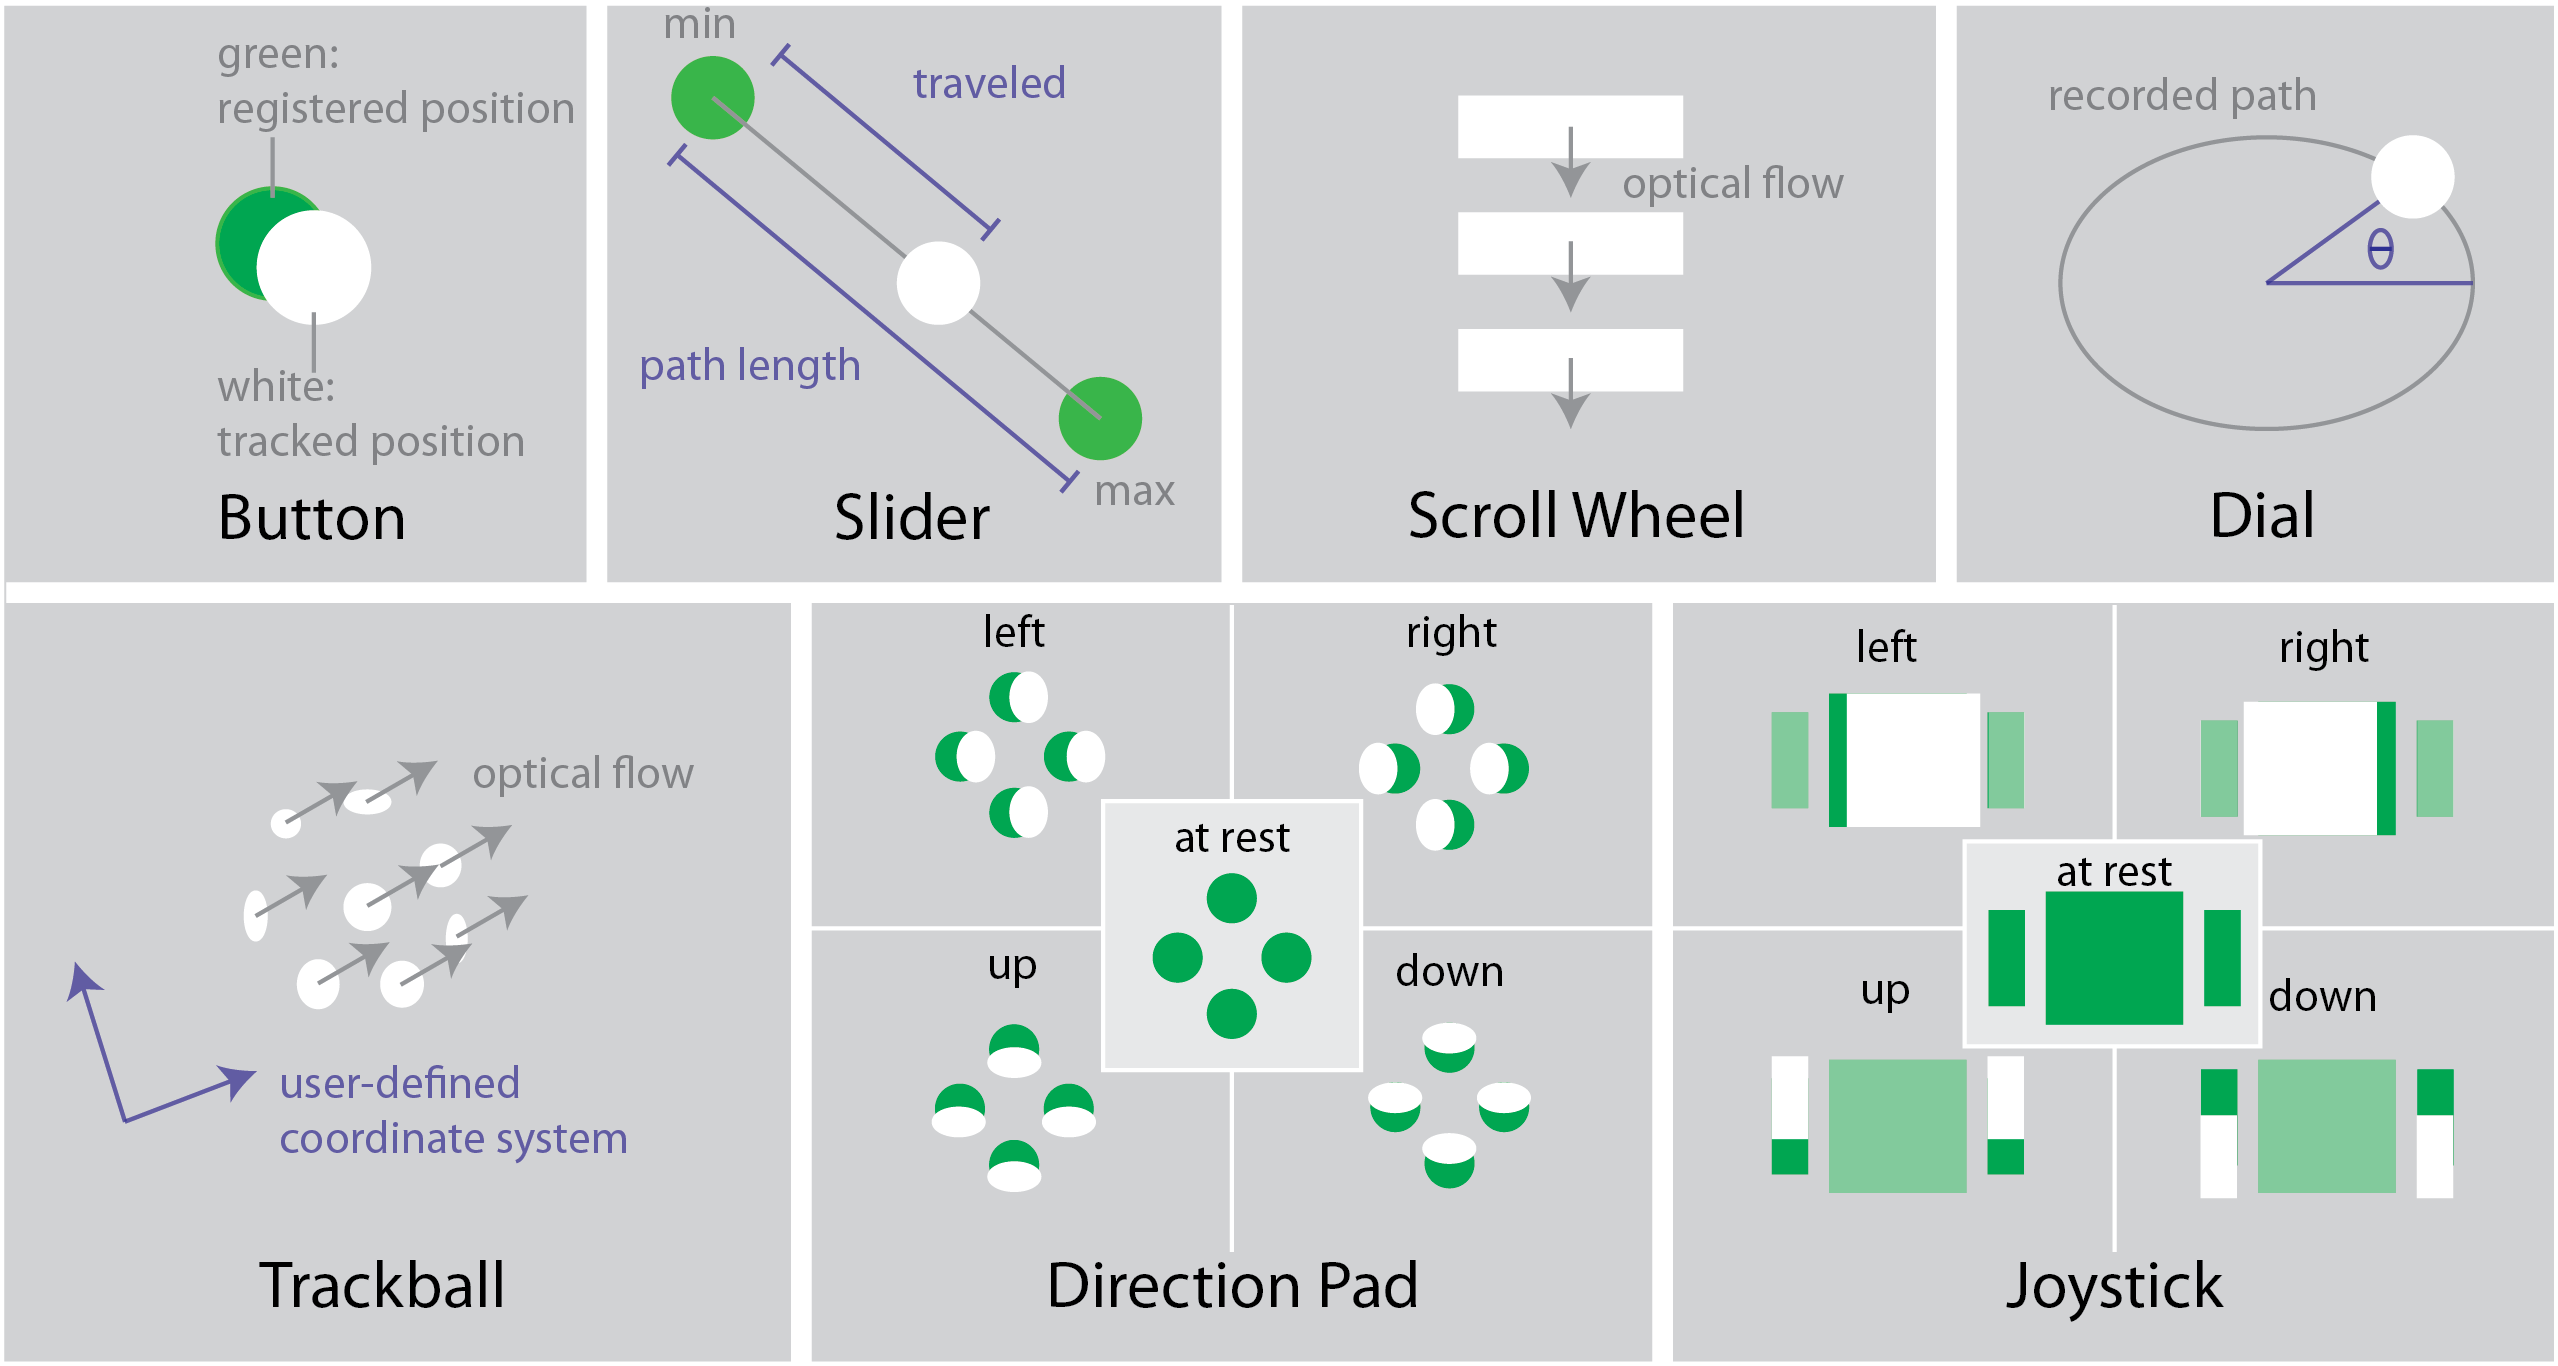 green:
registered position
white:
tracked position
Button
min
traveled
path length
max
Slider
optical flow
Scroll Wheel
recorded path
θ
Dial
optical flow
user-defined
coordinate system
Trackball
left
right
at rest
up
down
Direction Pad
left
right
at rest
up
down
Joystick